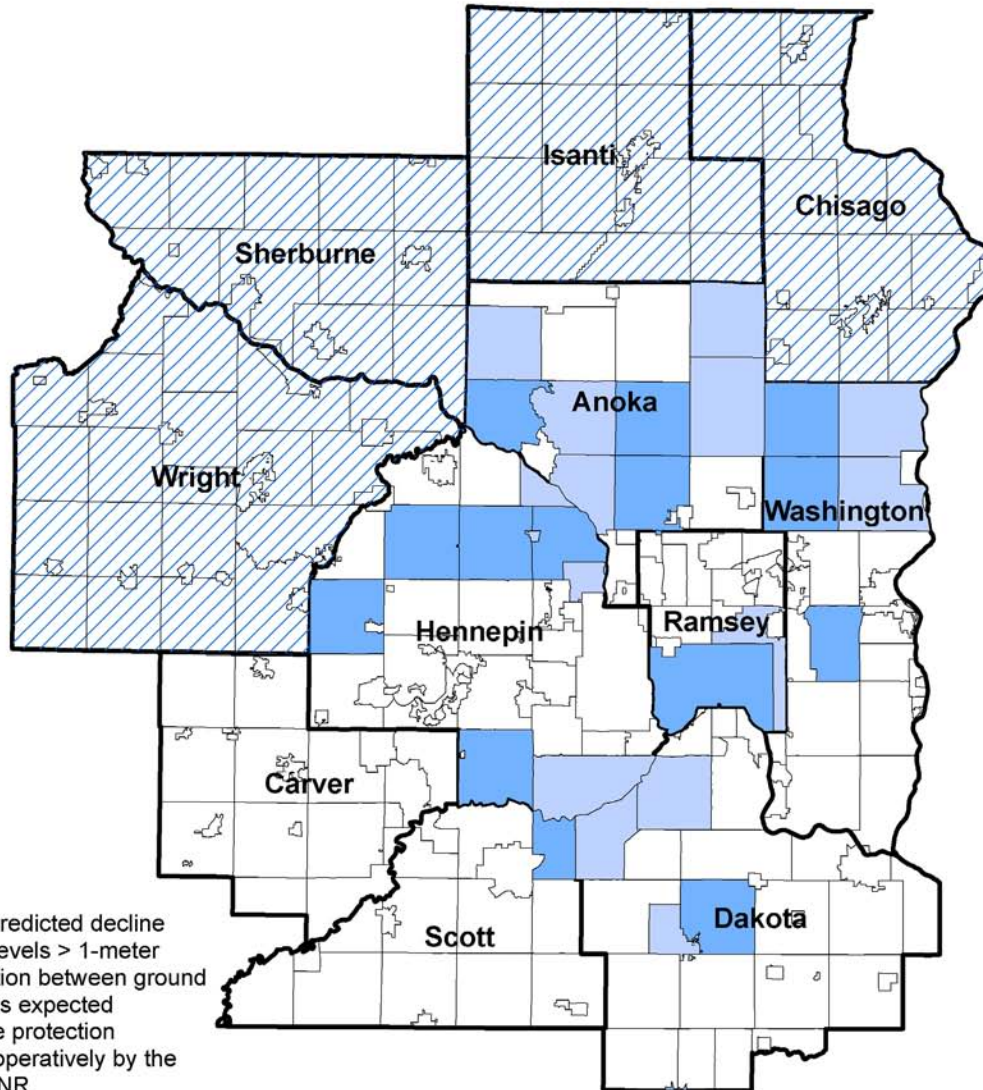 Isanti
Chisago
Sherburne
Anoka
Wright
Washington
Hennepin
Ramsey
Carver
Scott
Dakota
redicted decline
evels > 1-meter
tion between ground
s expected
e protection
operatively by the
NR